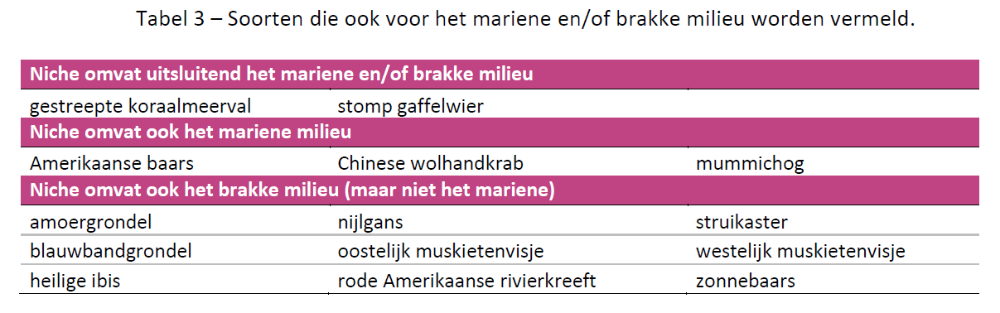 Tabel 3 – Soorten die ook voor het mariene en/of brakke milieu worden vermeld.
Niche omvat uitsluitend het mariene en/of brakke milieu
gestreepte koraalmeerval stomp gaffelwier
Niche omvat ook het mariene milieu
Amerikaanse baars Chinese wolhandkrab mummichog
Niche omvat ook het brakke milieu (maar niet het mariene)
amoergrondel nijlgans struikaster
blauwbandgrondel oostelijk muskietenvisje westelijk muskietenvisje
heilige ibis rode Amerikaanse rivierkreeft zonnebaars